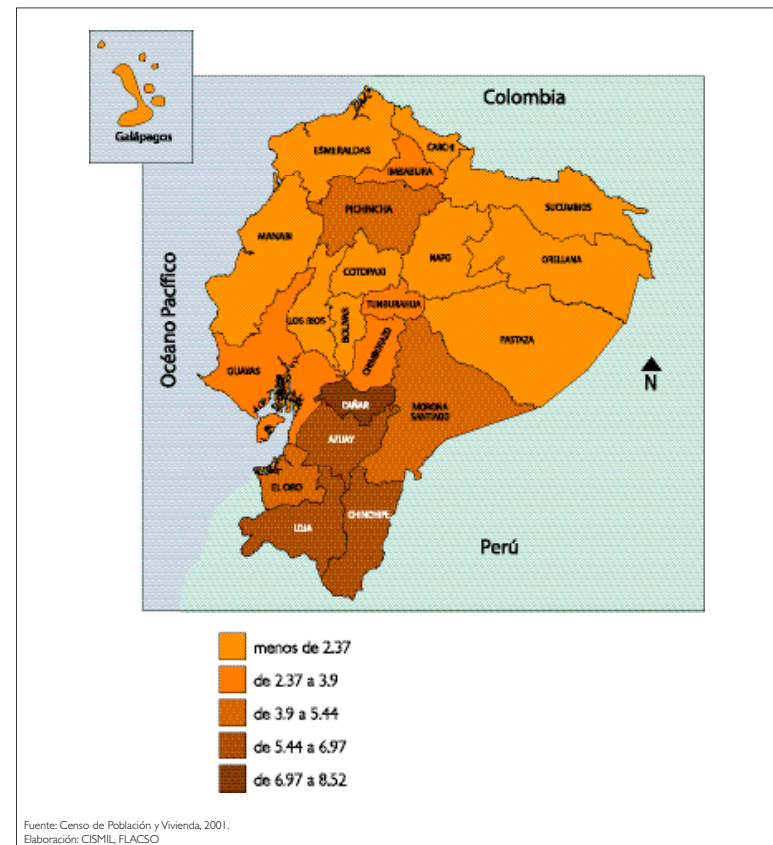 Galápagos
Colombia
ESMERALDAS
CARCHI
IMBABURA
PICHINCHA
SUCUMBIOS
MANABI
NAPO
ORELLANA
COTOPAXI
Océano Pacífico
TUNGURAHUA
LOS RIOS
BOLIVAR
PASTAZA
CHIMBORAZO
GUAYAS
N
CAÑAR
MORONA
SANTIAGO
AZUAY
EL ORO
CHINCHIPE
LOJA
Perú
menos de 2.37
de 2.37 a 3.9
de 3.9 a 5.44
de 5.44 a 6.97
de 6.97 a 8.52
Fuente: Censo de Población y Vivienda, 2001.
Elaboración: CISMIL, FLACSO